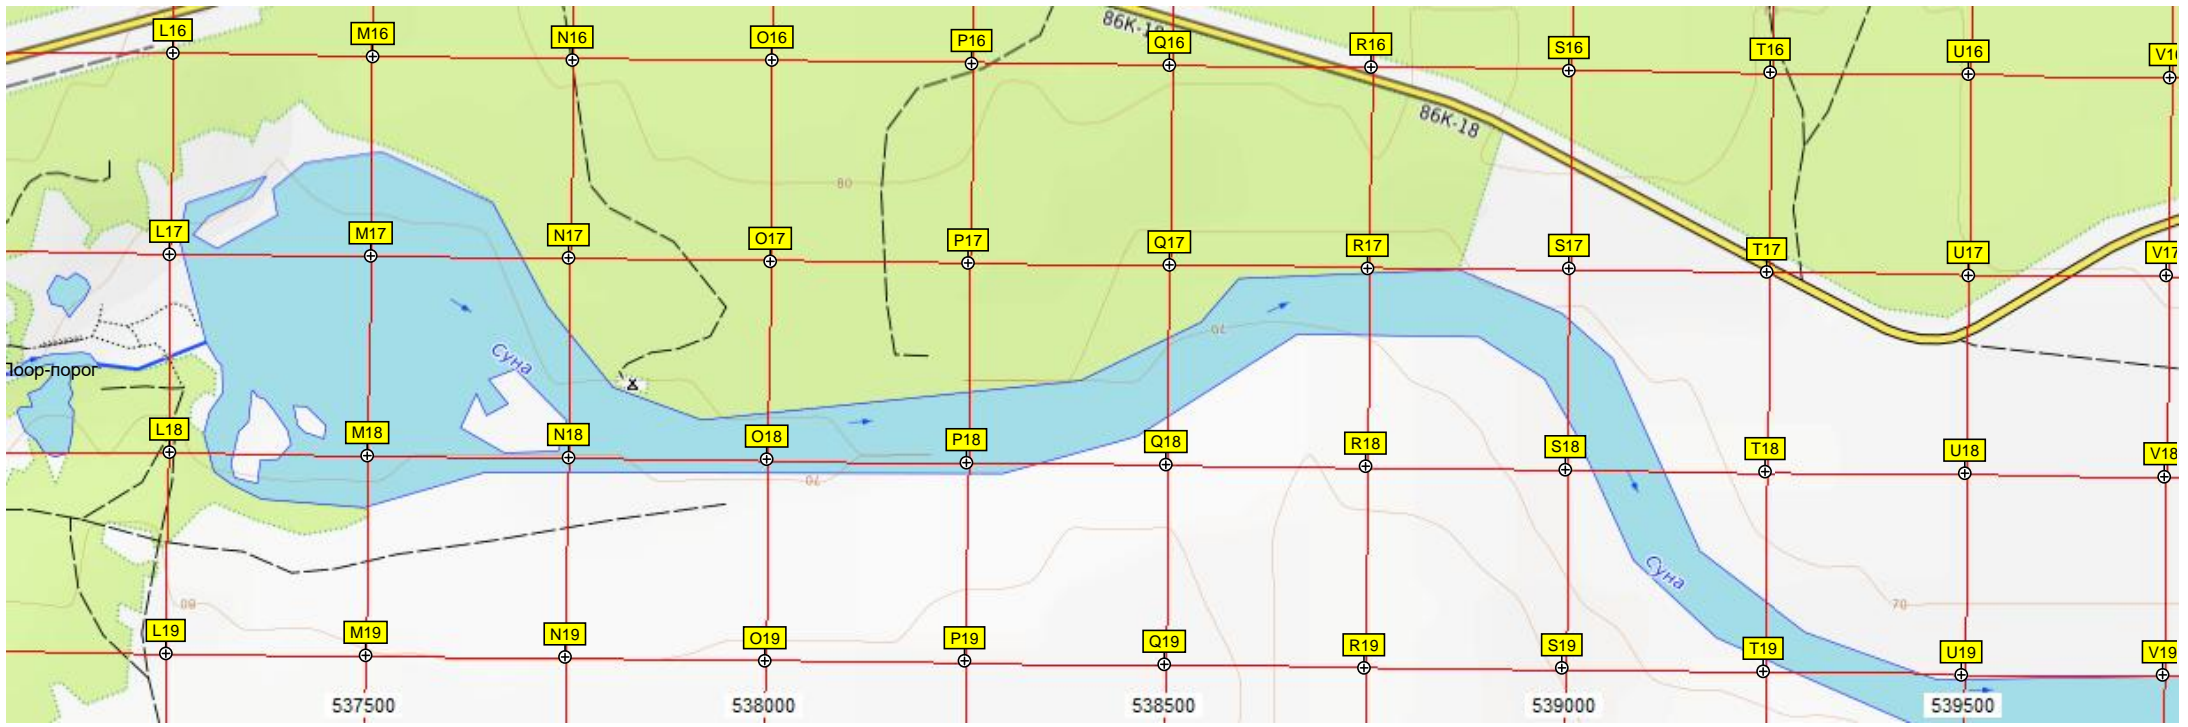 L16 M16 N16 O16 P16 86K-18 Q16 R16 S16 T16 U16 V16
86K-18
80
L17 M17 N17 O17 P17 Q17 R17 S17 T17 U17 V17
70
Суна
Поор-порог
L18 M18 N18 O18 P18 Q18 R18 S18 T18 U18 V18
70
Суна
80
70
L19 M19 N19 O19 P19 Q19 R19 S19 T19 U19 V19
537500 538000 538500 539000 539500